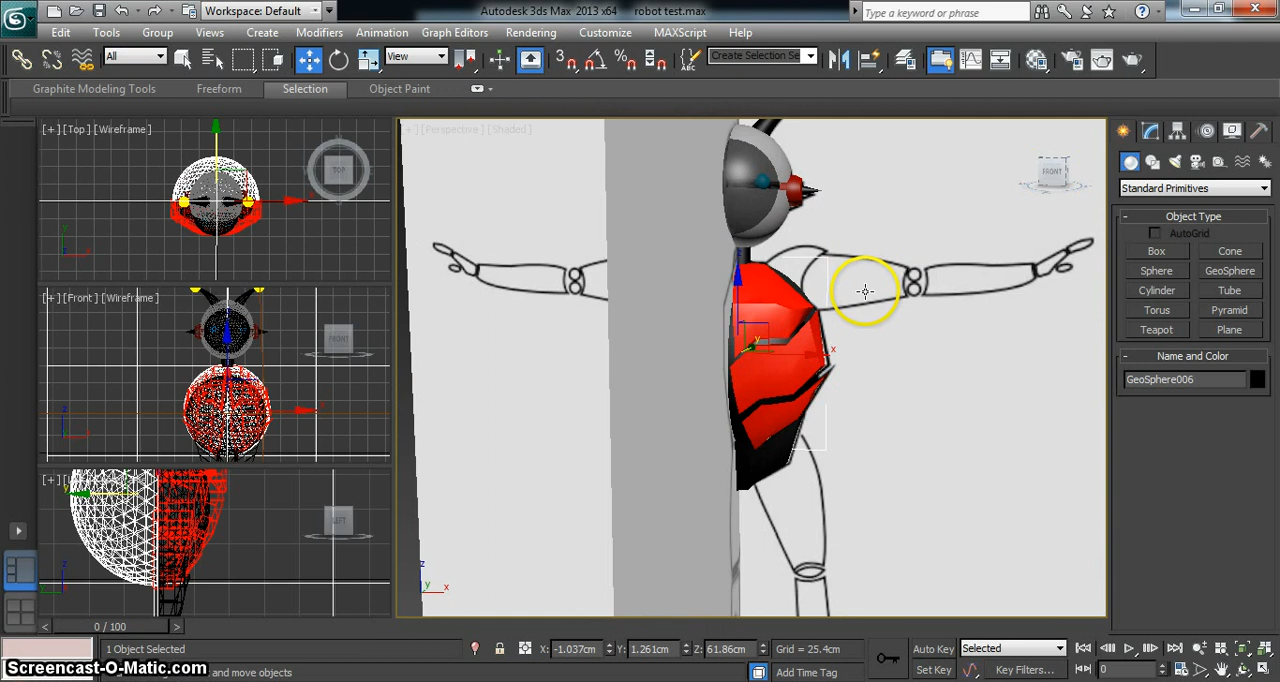 Workspace: Default
Autodesk 3ds Max 2013 x64 robot test.max
Type a keyword or phrase
Edit Tools Group Views Create Modifiers Animation Graph Editors Rendering Customize MAXScript Help
All
View
3
Create Selection Se
Graphite Modeling Tools Freeform Selection Object Paint
[+][Top][Wireframe]
TOP
y
x
[+][Front][Wireframe]
FRONT
z
x
[+][
LEFT
y
z
y
[+][Perspective][Shaded]
FRONT
z
y
x
z
y
x
Standard Primitives
- Object Type
AutoGrid
Box Cone
Sphere GeoSphere
Cylinder Tube
Torus Pyramid
Teapot Plane
- Name and Color
GeoSphere006
< 0 / 100 >
1 Object Selected
X: -1.037cm Y: 1.261cm Z: 61.86cm Grid = 25.4cm
Auto Key Selected
and move objects
Add Time Tag
Set Key Key Filters... 0
Screencast-O-Matic.com